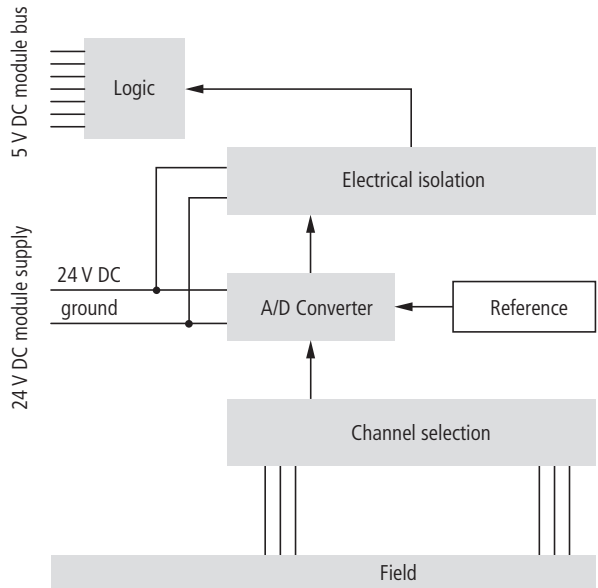 5 V DC module bus
Logic
Electrical isolation
24 V DC module supply
24 V DC
ground
A/D Converter
Reference
Channel selection
Field